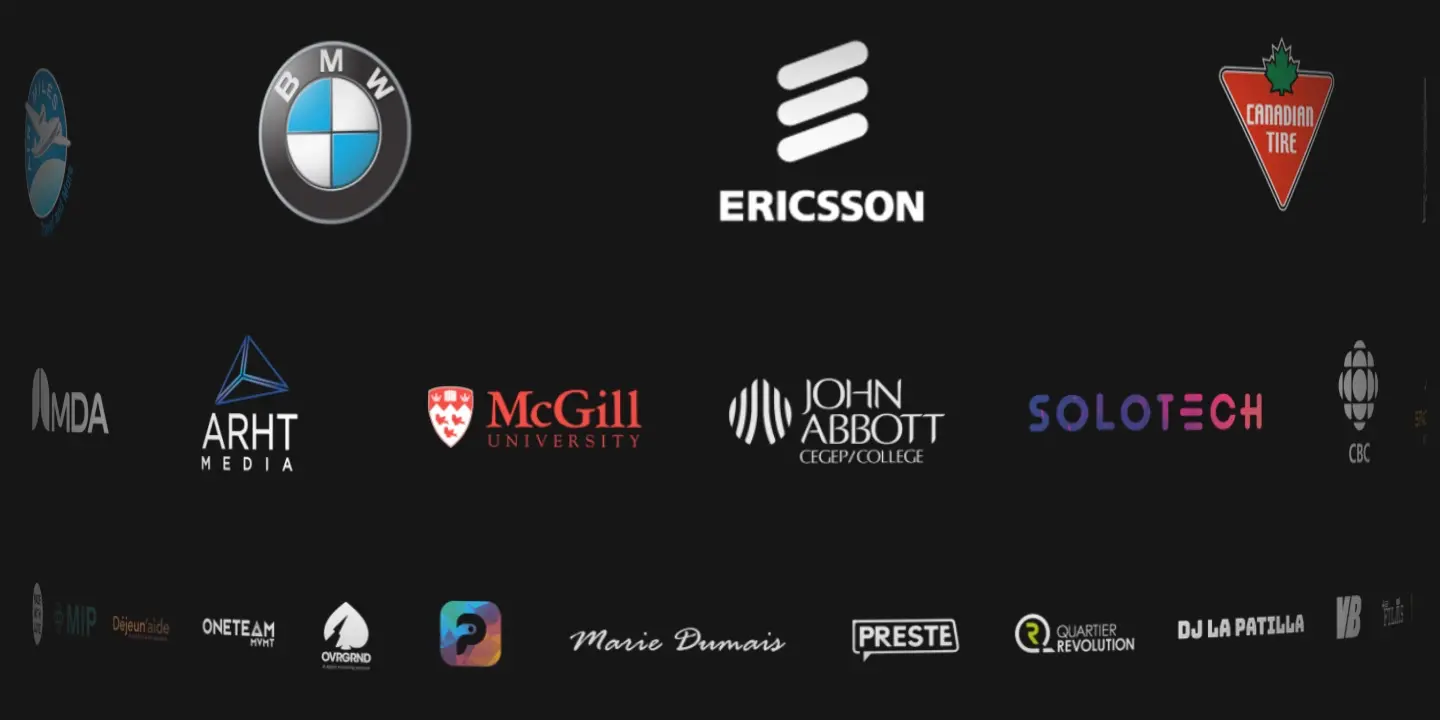 BMW
ERICSSON
CANADIAN
TIRE
MDA
ARHT
MEDIA
McGill
UNIVERSITY
JOHN
ABBOTT
CEGEP/COLLEGE
SOLOTECH
CBC
MIP
Déjeun'aide
ONETEAM
MVMT
OVRGRND
Marie Dumais
PRESTE
QUARTIER
REVOLUTION
DJ LA PATILLA
VB